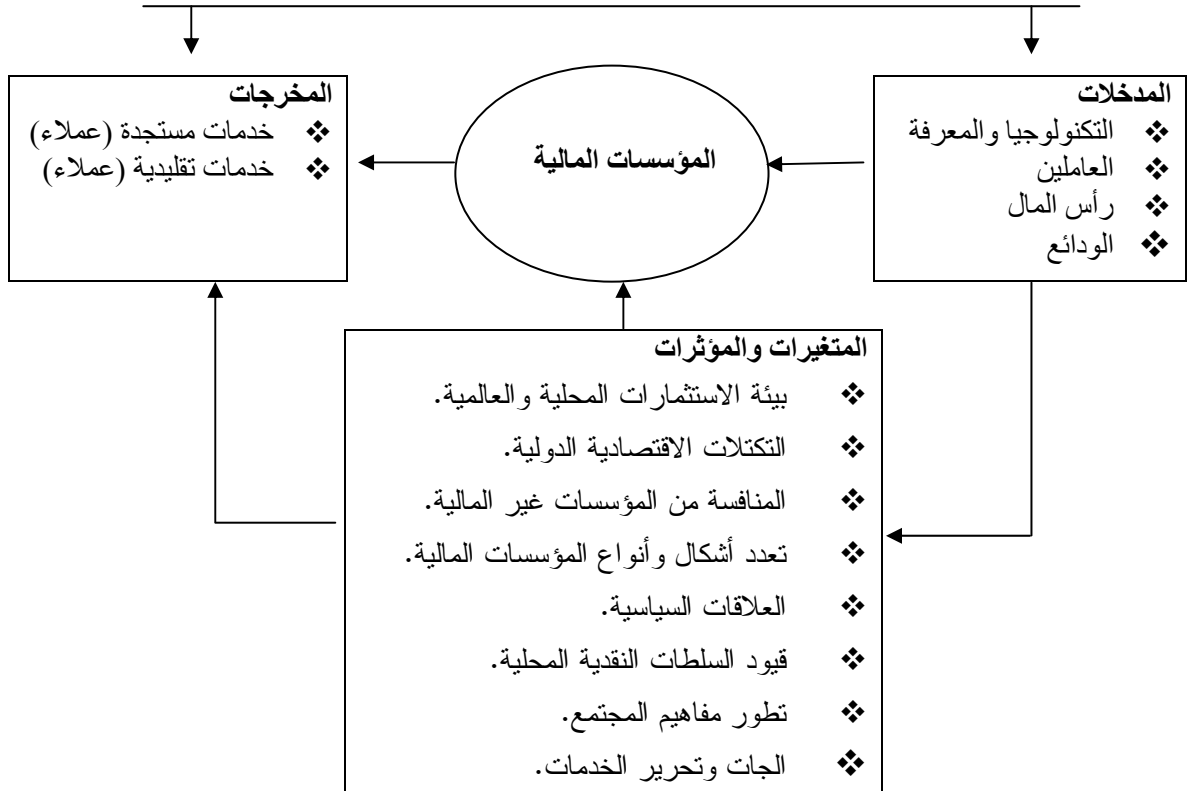 المدخلات
❖ التكنولوجيا والمعرفة
❖ العاملين
❖ رأس المال
❖ الودائع
المؤسسات المالية
المخرجات
❖ خدمات مستجدة (عملاء)
❖ خدمات تقليدية (عملاء)
المتغيرات والمؤثرات
❖ بيئة الاستثمارات المحلية والعالمية.
❖ التكتلات الاقتصادية الدولية.
❖ المنافسة من المؤسسات غير المالية.
❖ تعدد أشكال وأنواع المؤسسات المالية.
❖ العلاقات السياسية.
❖ قيود السلطات النقدية المحلية.
❖ تطور مفاهيم المجتمع.
❖ الجات وتحرير الخدمات.